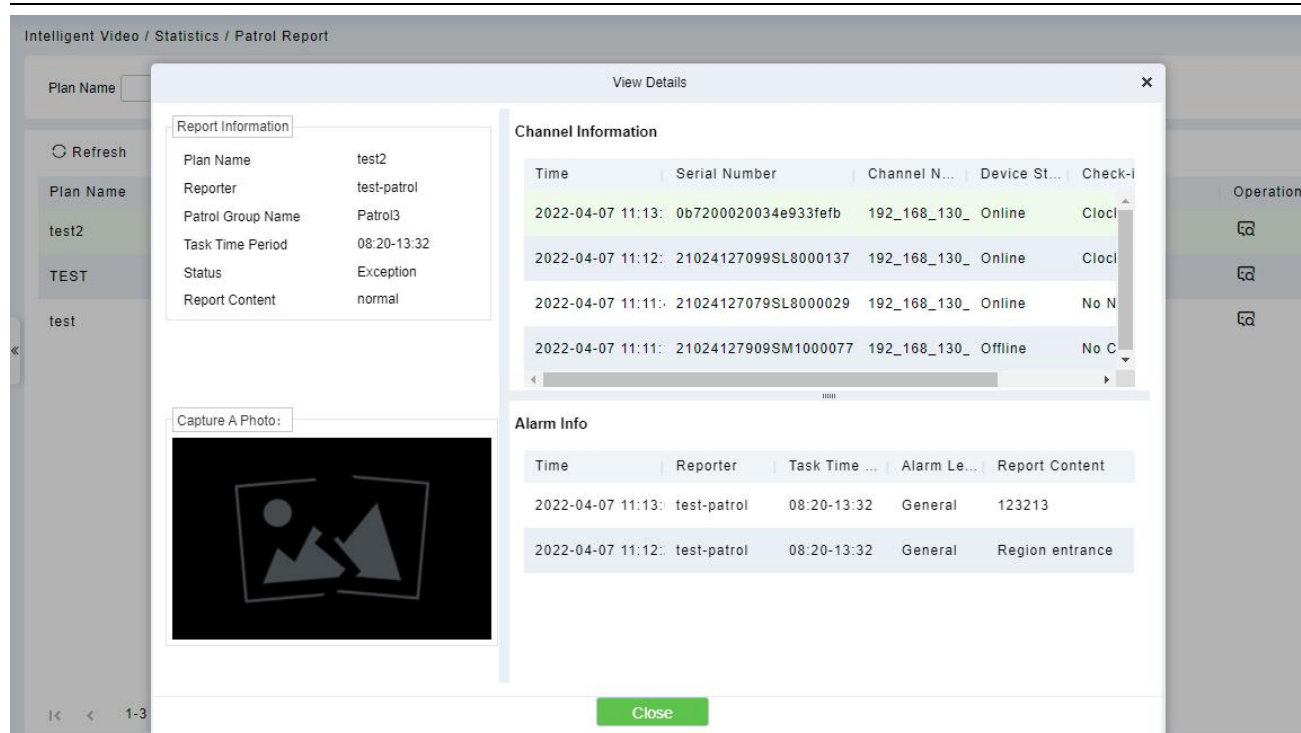 Intelligent Video / Statistics / Patrol Report
Plan Name
View Details
×
Refresh
Plan Name
Operation
test2
TEST
test
Report Information
Plan Name test2
Reporter test-patrol
Patrol Group Name Patrol3
Task Time Period 08:20-13:32
Status Exception
Report Content normal
Channel Information
Time Serial Number Channel N... Device St... Check-i
2022-04-07 11:13: 0b7200020034e933fefb 192_168_130_ Online Clocl
2022-04-07 11:12: 21024127099SL8000137 192_168_130_ Online Clocl
2022-04-07 11:11: 21024127079SL8000029 192_168_130_ Online No N
2022-04-07 11:11: 21024127909SM1000077 192_168_130_ Offline No C
Capture A Photo:
Alarm Info
Time Reporter Task Time ... Alarm Le... Report Content
2022-04-07 11:13: test-patrol 08:20-13:32 General 123213
2022-04-07 11:12: test-patrol 08:20-13:32 General Region entrance
1-3
Close